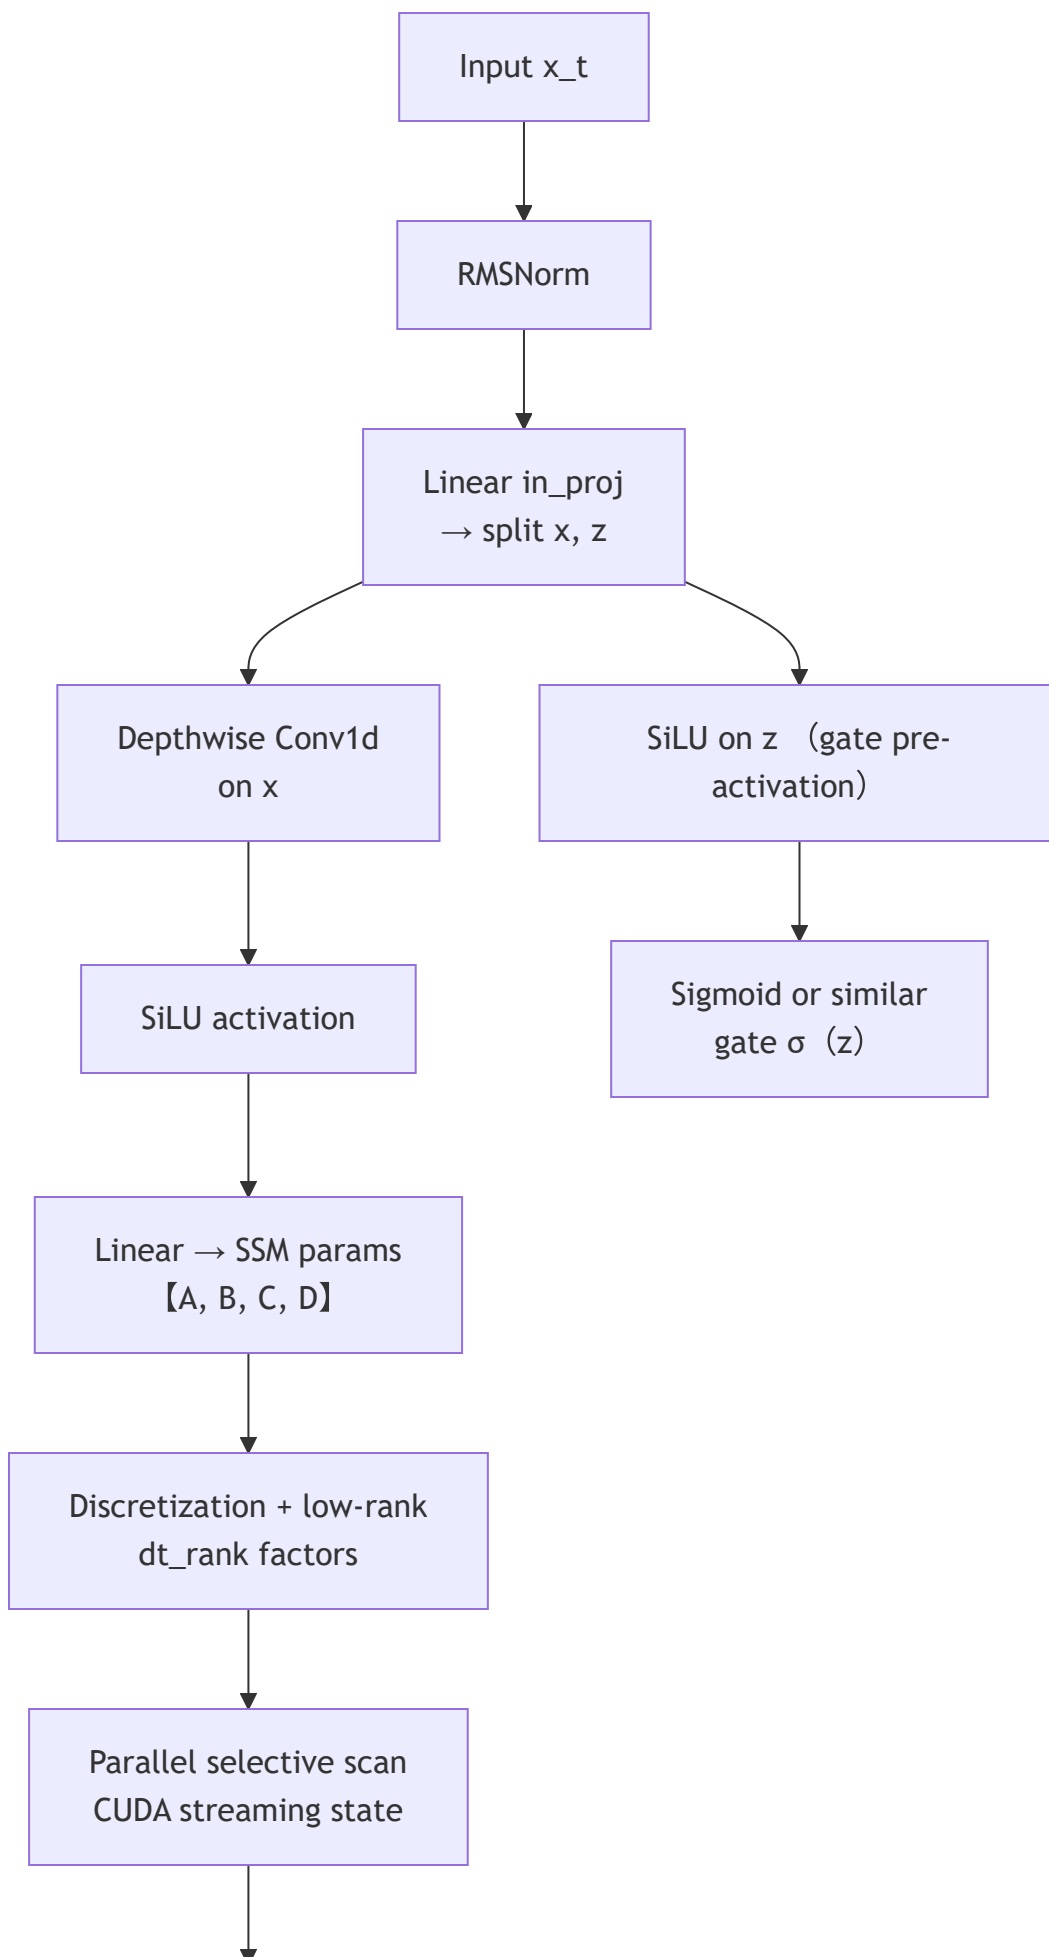 Input x_t
RMSNorm
Linear in_proj
→ split x, z
Depthwise Conv1d
on x
SiLU on z （gate pre-
activation）
SiLU activation
Sigmoid or similar
gate σ（z）
Linear → SSM params
【A, B, C, D】
Discretization + low-rank
dt_rank factors
Parallel selective scan
CUDA streaming state